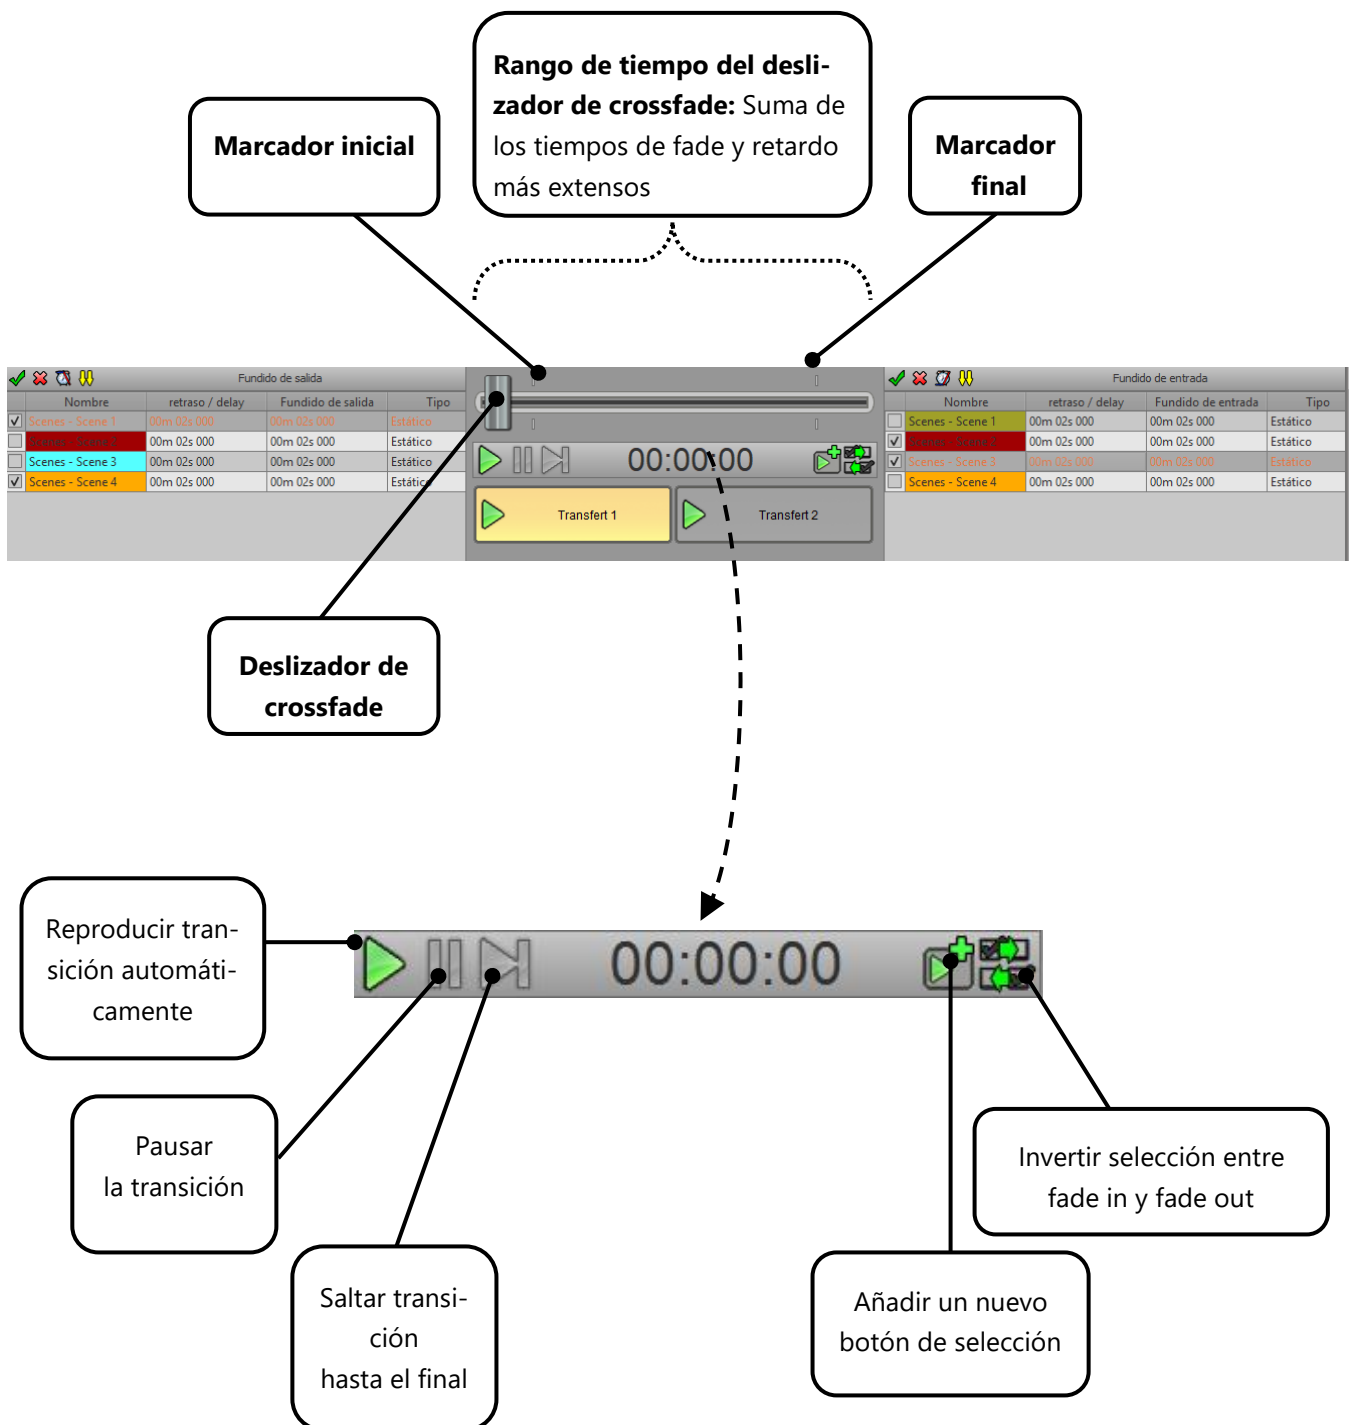 Rango de tiempo del desli-
zador de crossfade: Suma de
los tiempos de fade y retardo
más extensos
Marcador inicial
Marcador
final
Fundido de salida
Nombre retraso / delay Fundido de salida Tipo
Scenes - Scene 1 00m 02s 000 00m 02s 000 Estático
00m 02s 000 00m 02s 000 Estático
Scenes - Scene 3 00m 02s 000 00m 02s 000 Estático
Scenes - Scene 4 00m 02s 000 00m 02s 000 Estático
00:00:00
Transfert 1
Transfert 2
Fundido de entrada
Nombre retraso / delay Fundido de entrada Tipo
Scenes - Scene 1 00m 02s 000 00m 02s 000 Estático
00m 02s 000 00m 02s 000 Estático
Scenes - Scene 3 00m 02s 000 00m 02s 000 Estático
Scenes - Scene 4 00m 02s 000 00m 02s 000 Estático
Deslizador de
crossfade
Reproducir tran-
sición automáti-
camente
00:00:00
Pausar
la transición
Invertir selección entre
fade in y fade out
Saltar transi-
ción
hasta el final
Añadir un nuevo
botón de selección